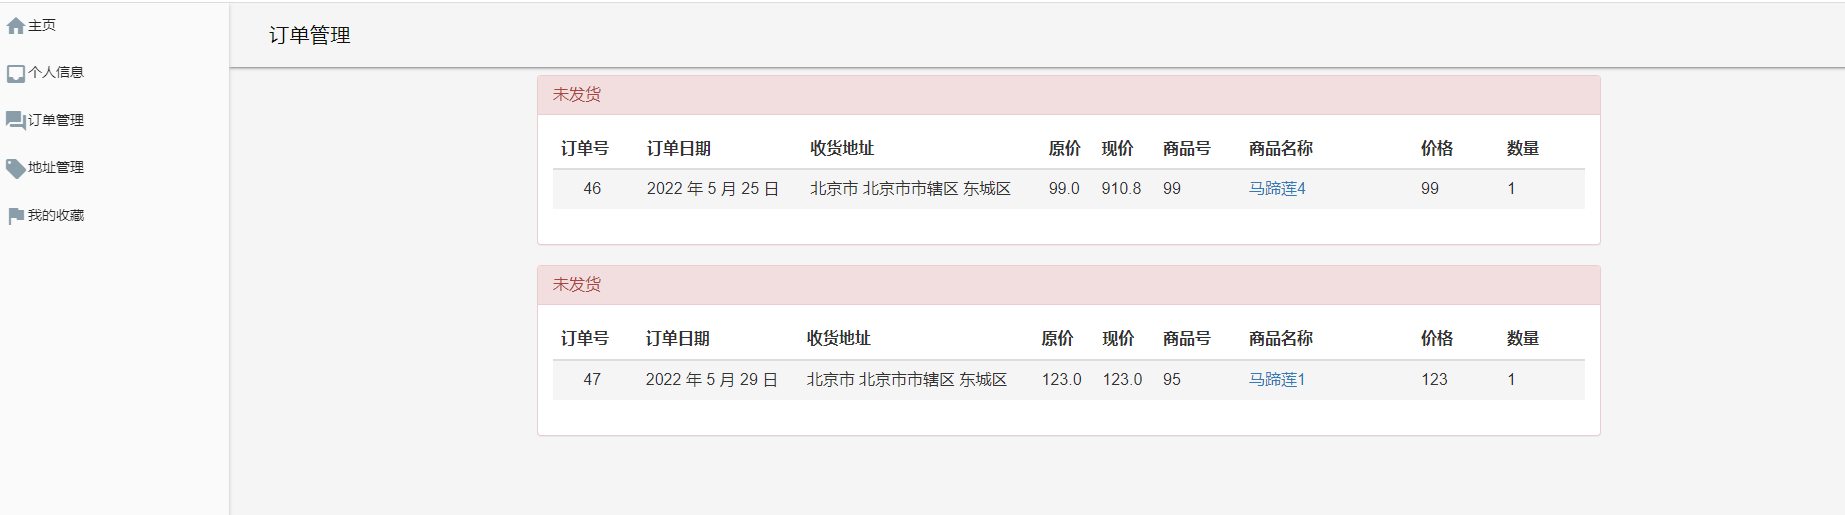 主页
个人信息
订单管理
地址管理
我的收藏
订单管理
未发货
订单号 订单日期 收货地址 原价 现价 商品号 商品名称 价格 数量
46 2022 年 5 月 25 日 北京市 北京市市辖区 东城区 99.0 910.8 99 马蹄莲4 99 1
未发货
订单号 订单日期 收货地址 原价 现价 商品号 商品名称 价格 数量
47 2022 年 5 月 29 日 北京市 北京市市辖区 东城区 123.0 123.0 95 马蹄莲1 123 1